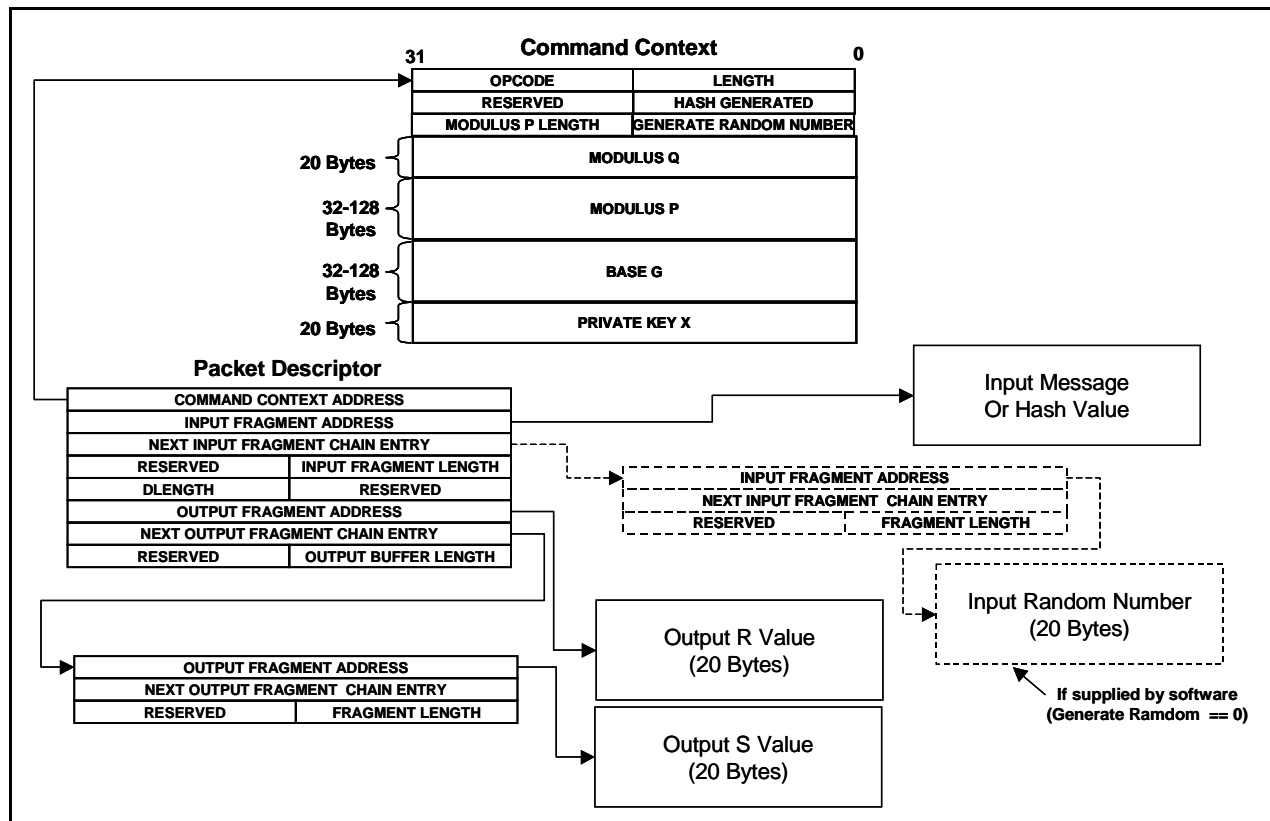 Command Context
31
0
OPCODE
LENGTH
RESERVED
HASH GENERATED
MODULUS P LENGTH
GENERATE RANDOM NUMBER
20 Bytes
MODULUS Q
32-128
Bytes
MODULUS P
32-128
Bytes
BASE G
20 Bytes
PRIVATE KEY X
Packet Descriptor
COMMAND CONTEXT ADDRESS
INPUT FRAGMENT ADDRESS
NEXT INPUT FRAGMENT CHAIN ENTRY
RESERVED
INPUT FRAGMENT LENGTH
DLENGTH
RESERVED
OUTPUT FRAGMENT ADDRESS
NEXT OUTPUT FRAGMENT CHAIN ENTRY
RESERVED
OUTPUT BUFFER LENGTH
Input Message
Or Hash Value
INPUT FRAGMENT ADDRESS
NEXT INPUT FRAGMENT CHAIN ENTRY
RESERVED
FRAGMENT LENGTH
Input Random Number
(20 Bytes)
If supplied by software
(Generate Ramdom == 0)
Output R Value
(20 Bytes)
OUTPUT FRAGMENT ADDRESS
NEXT OUTPUT FRAGMENT CHAIN ENTRY
RESERVED
FRAGMENT LENGTH
Output S Value
(20 Bytes)